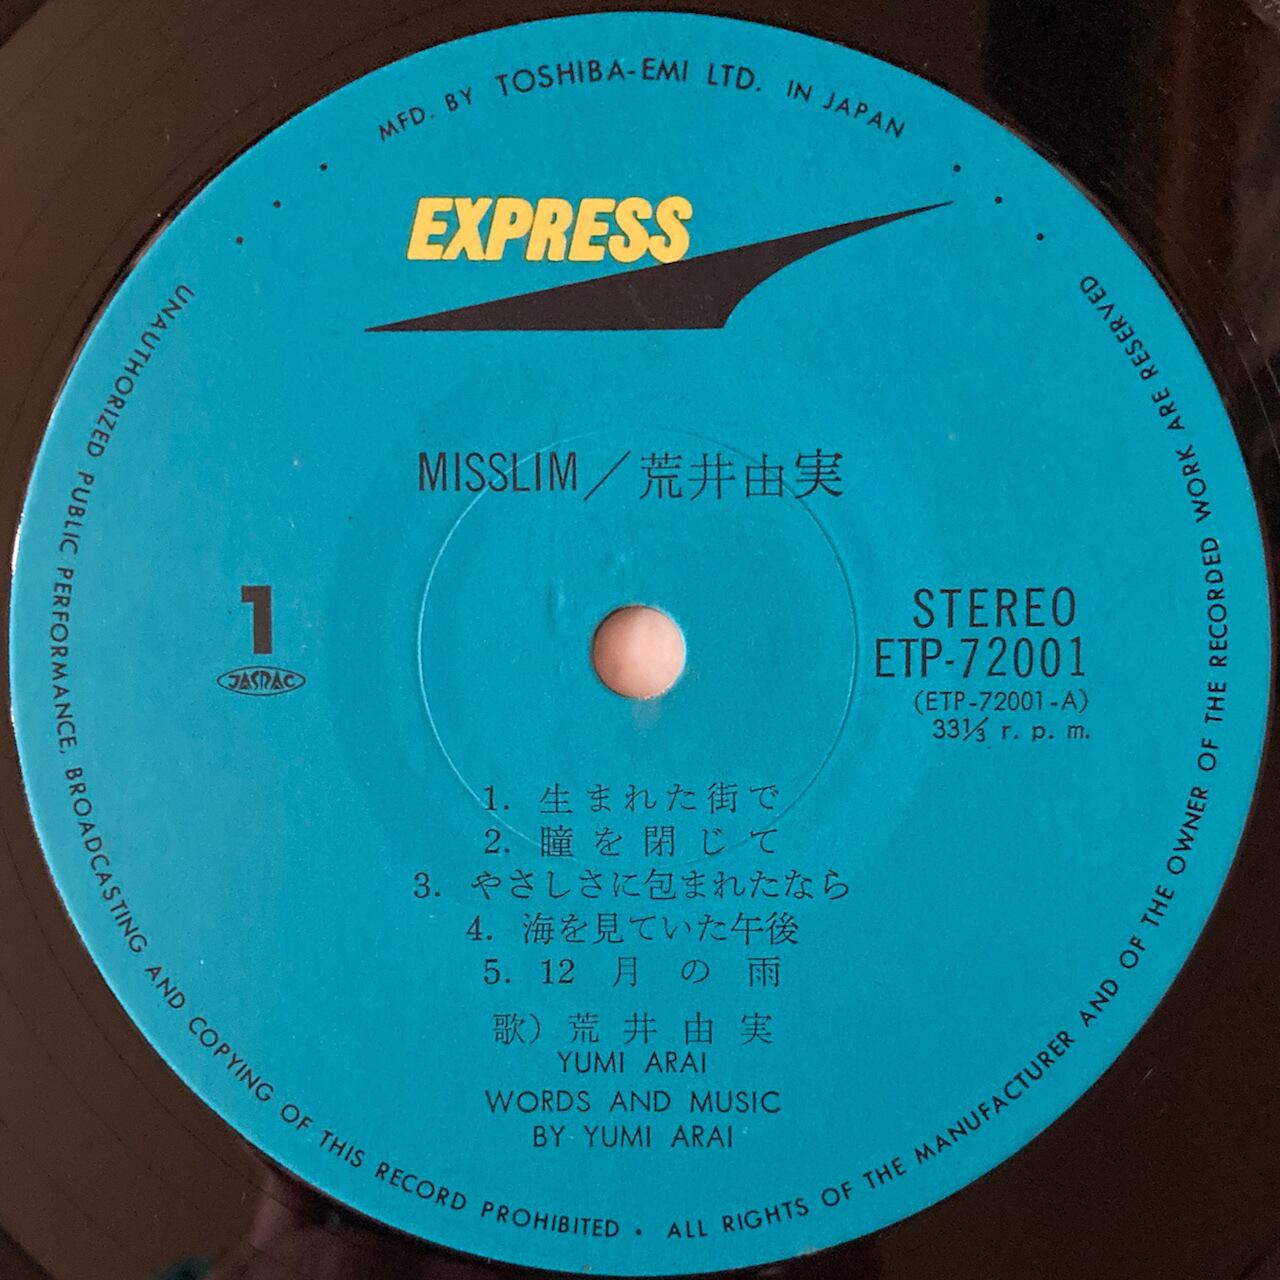 MFD. BY TOSHIBA-EMI LTD. IN JAPAN
EXPRESS
MISSLIM／荒井由実
1
JASRAC
STEREO
ETP-72001
(ETP-72001-A)
33⅓ r. p. m.
1. 生まれた街で
2. 瞳を閉じて
3. やさしさに包まれたなら
4. 海を見ていた午後
5. 12月の雨
歌）荒井由実
YUMI ARAI
WORDS AND MUSIC
BY YUMI ARAI
UNAUTHORIZED PUBLIC PERFORMANCE, BROADCASTING AND COPYING OF THIS RECORD PROHIBITED • ALL RIGHTS OF THE MANUFACTURER AND OF THE OWNER OF THE RECORDED WORK ARE RESERVED